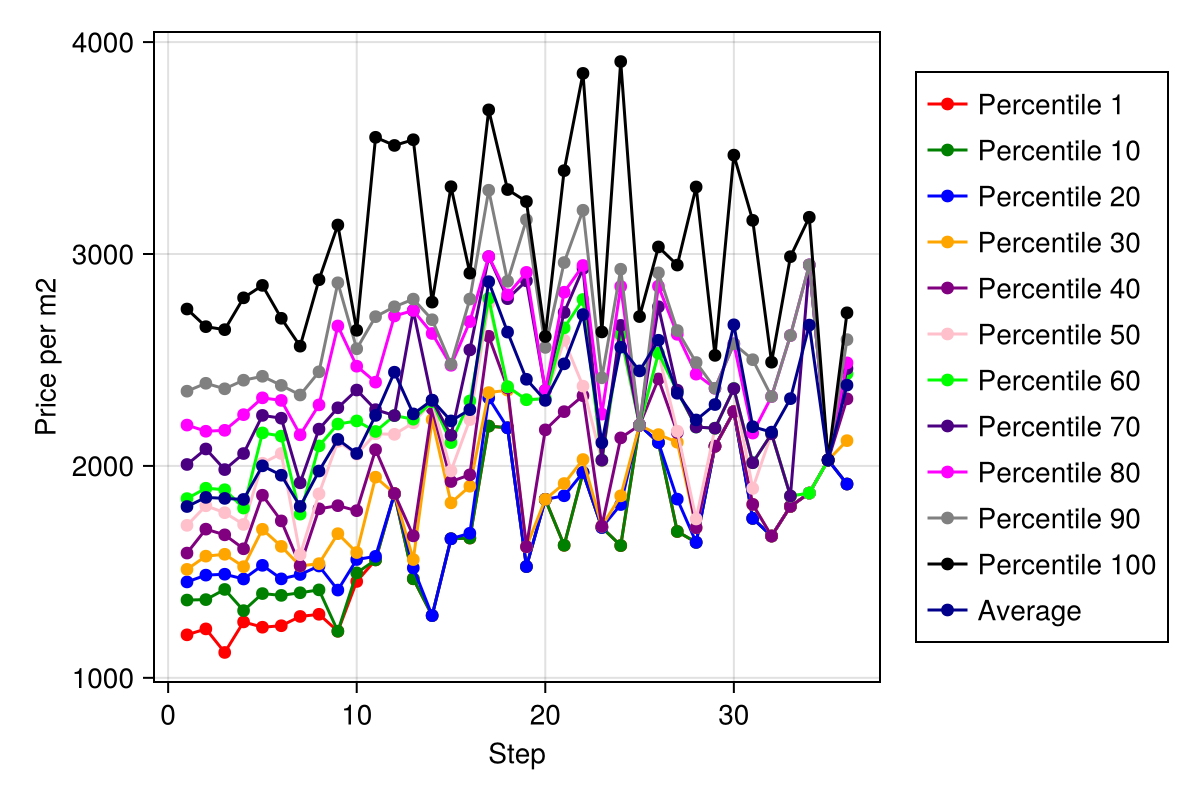 4000
3000
2000
1000
Price per m2
0 10 20 30
Step
Percentile 1
Percentile 10
Percentile 20
Percentile 30
Percentile 40
Percentile 50
Percentile 60
Percentile 70
Percentile 80
Percentile 90
Percentile 100
Average